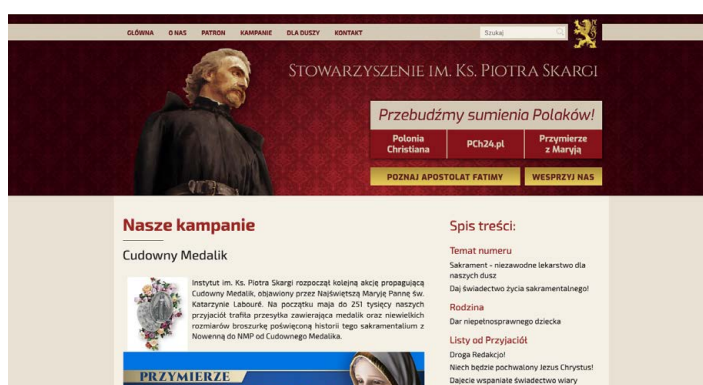 GŁÓWNA O NAS PATRON KAMPANIE DLA DUSZY KONTAKT
Szukaj
STOWARZYSZENIE IM. KS. PIOTRA SKARGI
Przebudźmy sumienia Polaków!
Polonia
Christiana
PCh24.pl
Przymierze
z Maryją
POZNAJ APOSTOLAT FATIMY
WESPRZYJ NAS
Nasze kampanie
Cudowny Medalik
Instytut im. Ks. Piotra Skargi rozpoczął kolejną akcję propagującą
Cudowny Medalik, objawiony przez Najświętszą Maryję Pannę św.
Katarzynie Labouré. Na początku maja do 251 tysięcy naszych
przyjaciół trafiła przesyłka zawierająca medalik oraz niewielkich
rozmiarów broszurkę poświęconą historii tego sakramentalium z
Nowenną do NMP od Cudownego Medalika.
PRZYMIERZE
Spis treści:
Temat numeru
Sakrament – niezawodne lekarstwo dla
naszych dusz
Daj świadectwo życia sakramentalnego!
Rodzina
Dar niepełnosprawnego dziecka
Listy od Przyjaciół
Droga Redakcjo!
Niech będzie pochwalony Jezus Chrystus!
Dajecie wspaniałe świadectwo wiary